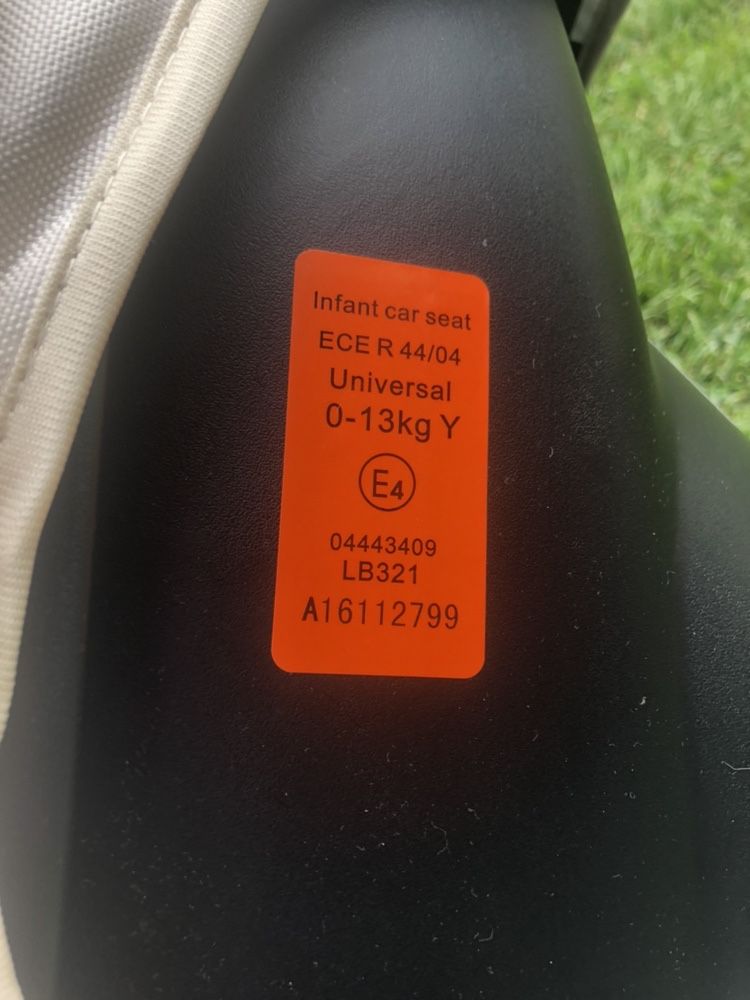 Infant car seat
ECE R 44/04
Universal
0-13kg Y
E4
04443409
LB321
A16112799